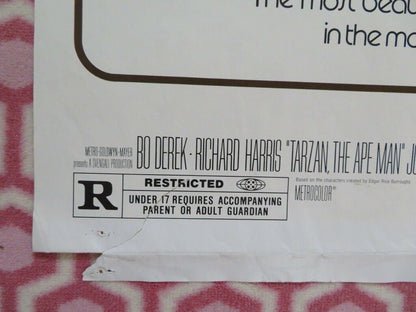 The most beau
in the mo
METRO-GOLDWYN-MAYER
presents A SVENGALI PRODUCTION
BO DEREK · RICHARD HARRIS "TARZAN, THE APE MAN" JO
Based on the characters created by Edgar Rice Burroughs
METROCOLOR®
R RESTRICTED
UNDER 17 REQUIRES ACCOMPANYING
PARENT OR ADULT GUARDIAN